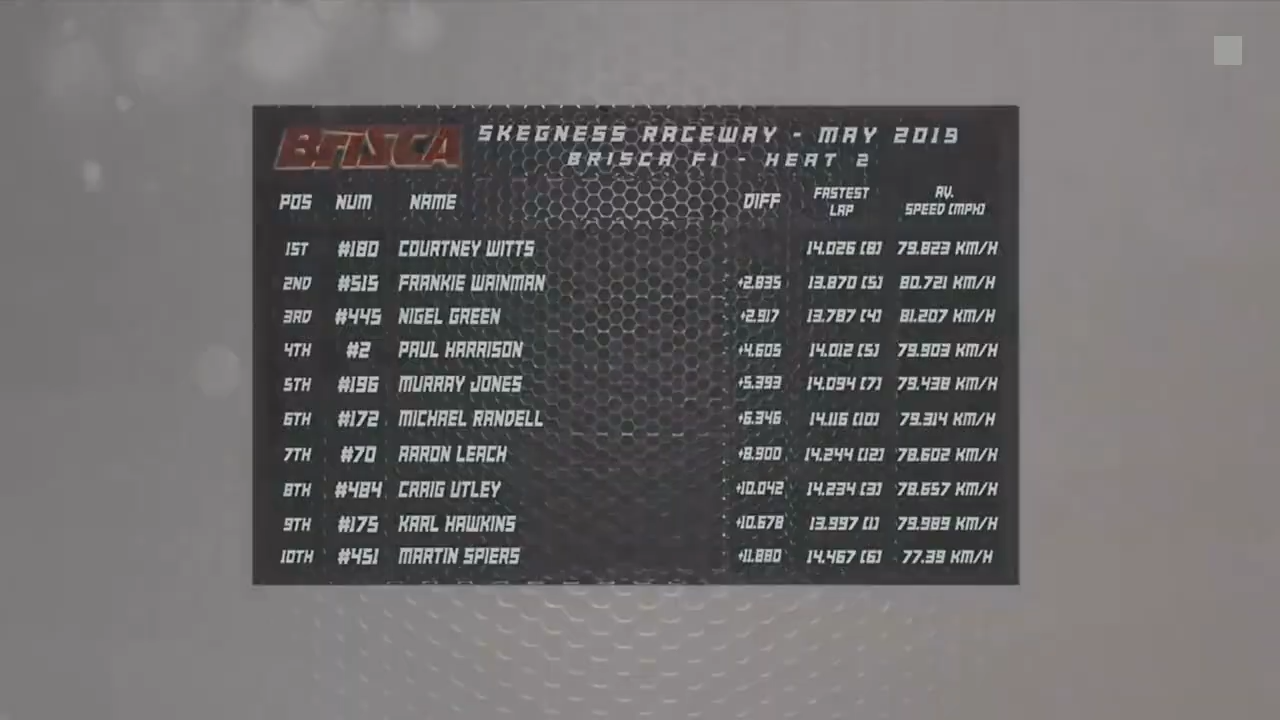 BRISCA
SKEGNESS RACEWAY - MAY 2019
BRISCA F1 - HEAT 2
POS NUM NAME DIFF FASTEST LAP AV. SPEED (MPH)
1ST #180 COURTNEY WITTS 14.026 (8) 79.823 KM/H
2ND #515 FRANKIE WAINMAN +2.835 13.870 (5) 80.721 KM/H
3RD #445 NIGEL GREEN +2.917 13.787 (4) 81.207 KM/H
4TH #2 PAUL HARRISON +4.605 14.012 (5) 79.903 KM/H
5TH #196 MURRAY JONES +5.393 14.094 (7) 79.438 KM/H
6TH #172 MICHAEL RANDELL +6.346 14.116 (10) 79.314 KM/H
7TH #70 AARON LEACH +8.900 14.244 (12) 78.602 KM/H
8TH #484 CRAIG UTLEY +10.042 14.234 (3) 78.657 KM/H
9TH #175 KARL HAWKINS +10.678 13.997 (1) 79.989 KM/H
10TH #451 MARTIN SPIERS +11.880 14.467 (6) 77.39 KM/H